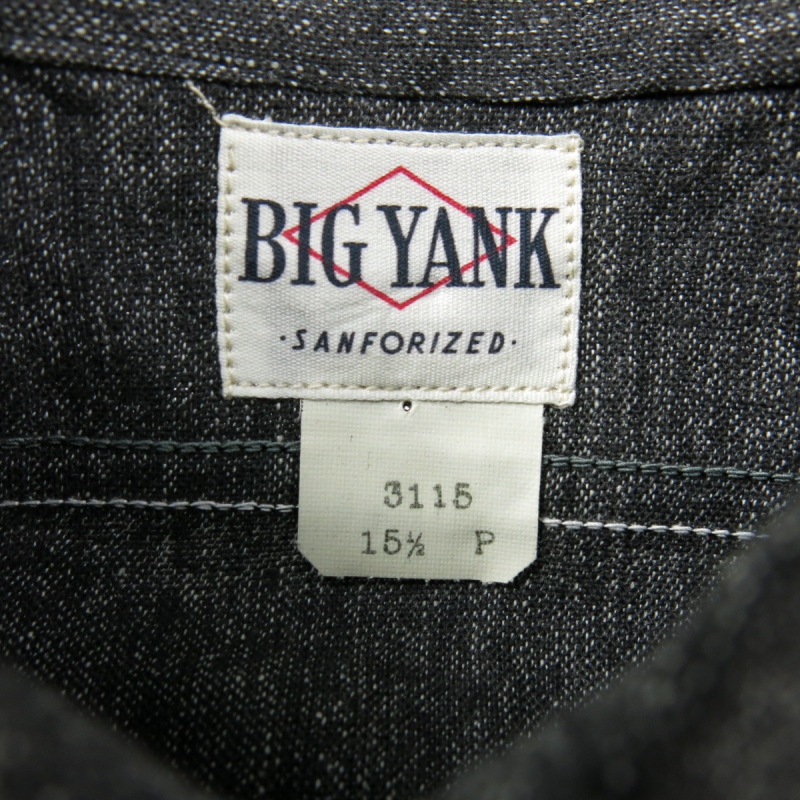 BIG YANK
·SANFORIZED·
3115
15½ P